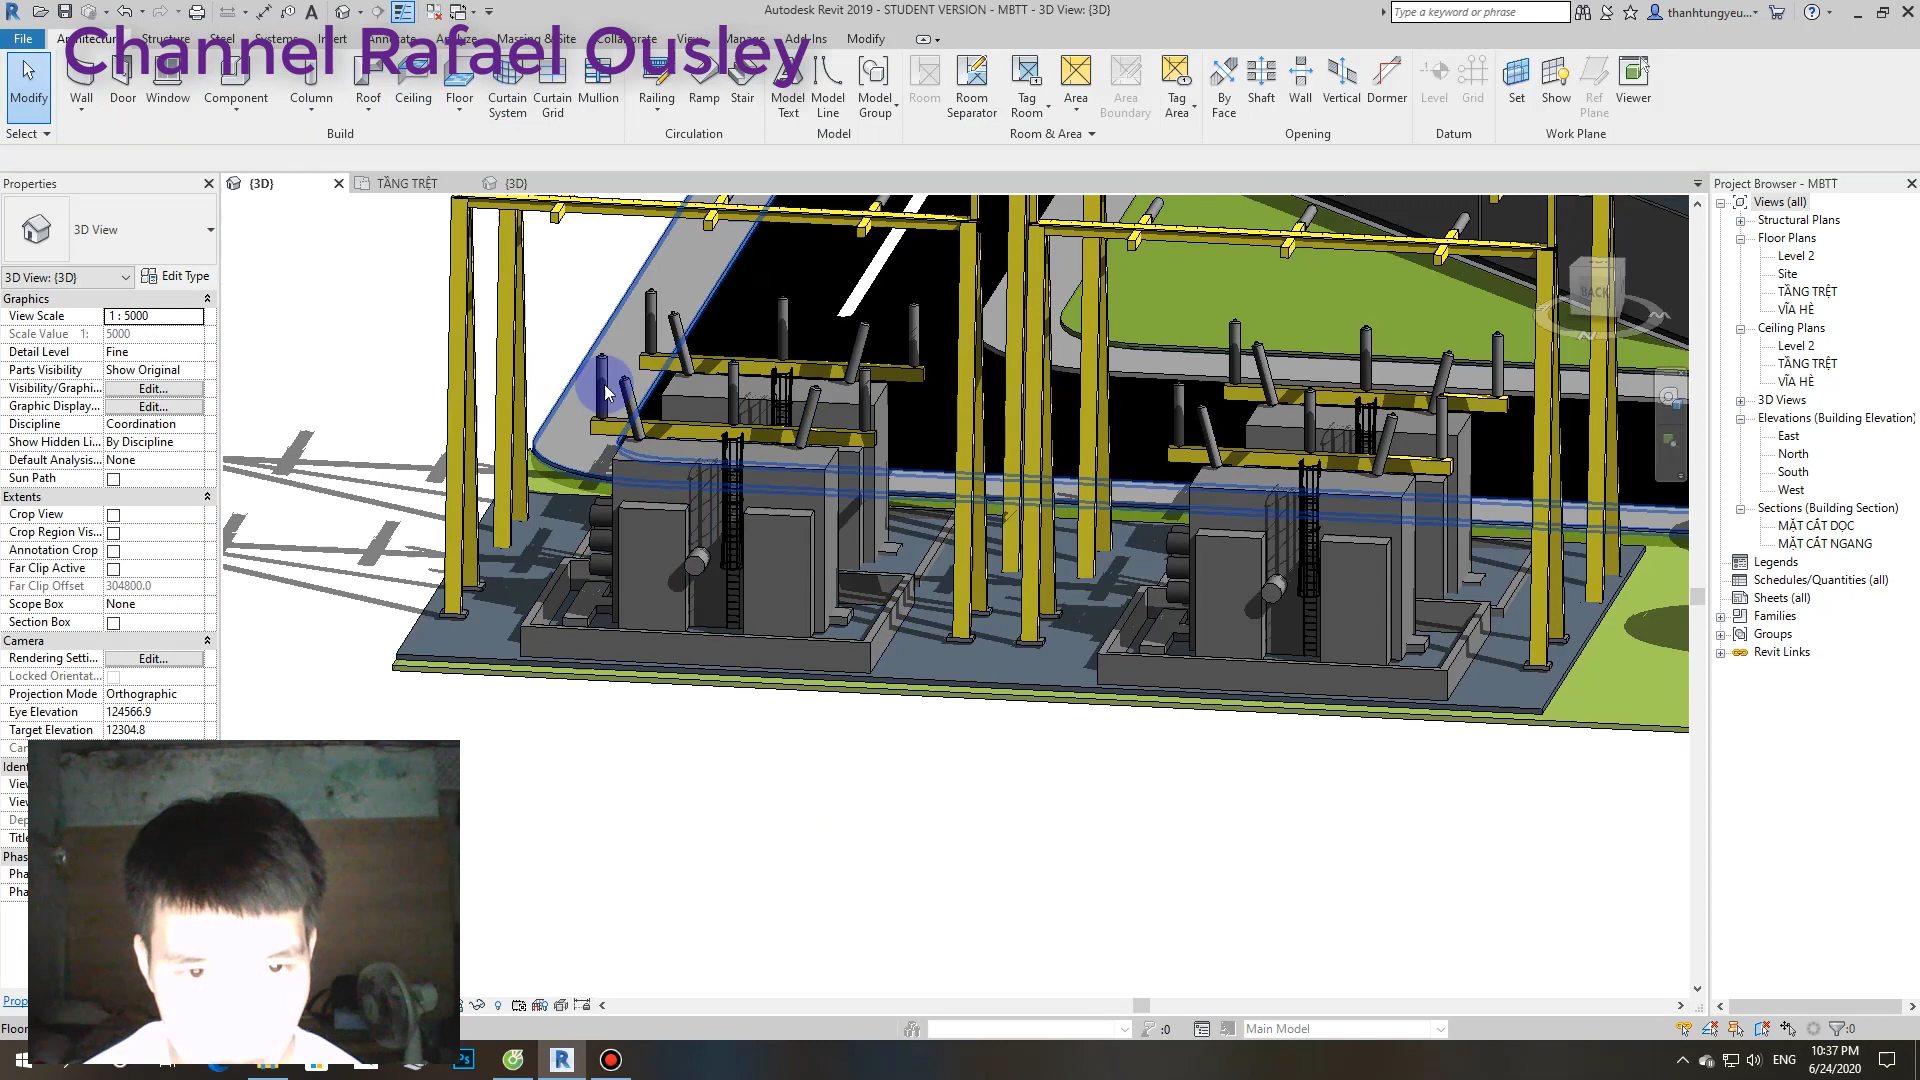 Autodesk Revit 2019 - STUDENT VERSION - MBTT - 3D View: {3D}
Type a keyword or phrase
thanhtungyeu...
File
Channel Rafael Ousley
Modify
Modify
Wall
Door
Window
Component
Column
Roof
Ceiling
Floor
Curtain System
Curtain Grid
Mullion
Railing
Ramp
Stair
Model Text
Model Line
Model Group
Room
Room Separator
Tag Room
Area
Area Boundary
Tag Area
By Face
Shaft
Wall
Vertical
Dormer
Level
Grid
Set
Show
Ref Plane
Viewer
Select
Build
Circulation
Model
Room & Area
Opening
Datum
Work Plane
Properties
{3D}
TẦNG TRỆT
{3D}
Project Browser - MBTT
3D View
3D View: {3D}
Edit Type
Graphics
View Scale 1 : 5000
Scale Value 1: 5000
Detail Level Fine
Parts Visibility Show Original
Visibility/Graphi... Edit...
Graphic Display... Edit...
Discipline Coordination
Show Hidden Li... By Discipline
Default Analysis... None
Sun Path
Extents
Crop View
Crop Region Vis...
Annotation Crop
Far Clip Active
Far Clip Offset 304800.0
Scope Box None
Section Box
Camera
Rendering Setti... Edit...
Locked Orientat...
Projection Mode Orthographic
Eye Elevation 124566.9
Target Elevation 12304.8
BACK
Views (all)
Structural Plans
Floor Plans
Level 2
Site
TẦNG TRỆT
VĨA HÈ
Ceiling Plans
Level 2
TẦNG TRỆT
VĨA HÈ
3D Views
Elevations (Building Elevation)
East
North
South
West
Sections (Building Section)
MẶT CẮT DỌC
MẶT CẮT NGANG
Legends
Schedules/Quantities (all)
Sheets (all)
Families
Groups
Revit Links
:0
Main Model
:0
ENG
10:37 PM
6/24/2020